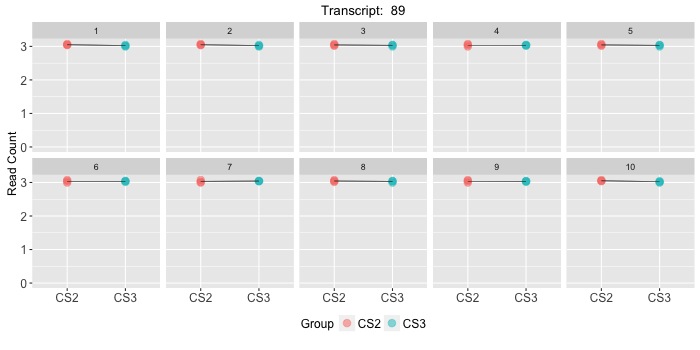 Transcript: 89
1 2 3 4 5
3
2
1
0
Read Count
6 7 8 9 10
3
2
1
0
CS2 CS3 CS2 CS3 CS2 CS3 CS2 CS3 CS2 CS3
Group CS2 CS3